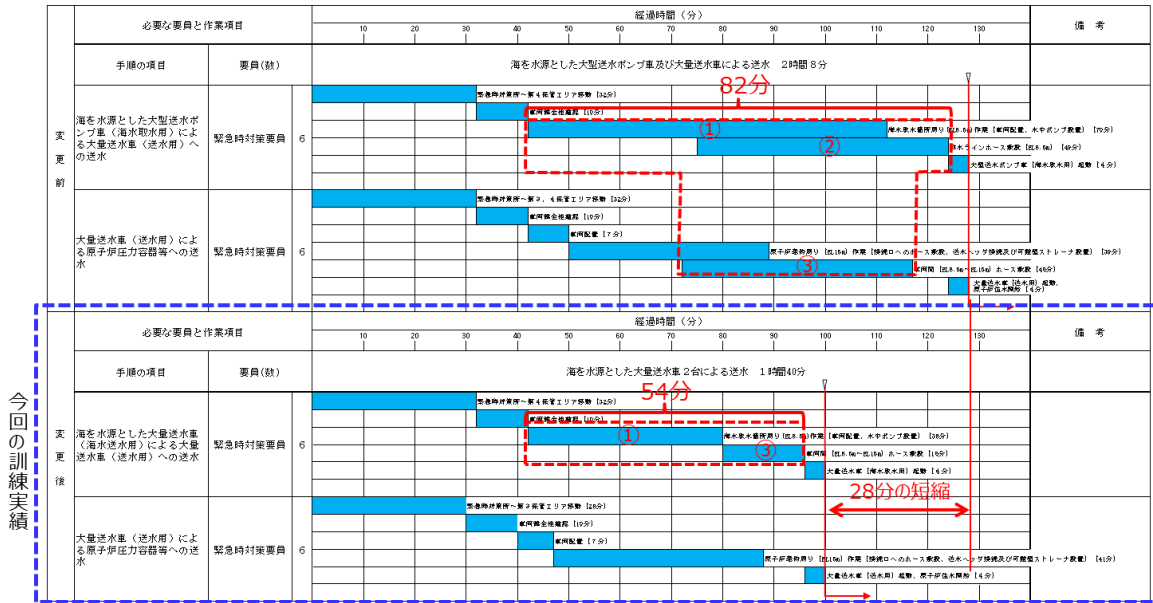 必要な要員と作業項目
経過時間（分）
備　考
10 20 30 40 50 60 70 80 90 100 110 120 130
手順の項目
要員(数)
海を水源とした大型送水ポンプ車及び大量送水車による送水　2時間8分
82分
変更前
海を水源とした大型送水ポンプ車（海水取水用）による大量送水車（送水用）への送水
緊急時対策要員
6
緊急時対策所～第4保管エリア移動 [32分]
車両健全性確認 [10分]
①
海水取水箇所周り(EL8.5m)作業 [車両配置、水中ポンプ設置] [70分]
②
[49分]
大型送水ポンプ車 [海水取水用] 起動 [4分]
大量送水車（送水用）による原子炉圧力容器等への送水
緊急時対策要員
6
緊急時対策所～第3，4保管エリア移動 [32分]
車両健全性確認 [10分]
車両配置 [7分]
原子炉建物周り (EL15m) 作業 [接続口へのホース敷設、送水ヘッダ接続及び可搬型ストレーナ設置] [39分]
③
車両間 [EL8.5m～EL15m] ホース敷設 [45分]
大量送水車 [送水用] 起動、
原子炉注水開始 [4分]
今回の訓練実績
必要な要員と作業項目
経過時間（分）
備　考
10 20 30 40 50 60 70 80 90 100 110 120 130
手順の項目
要員(数)
海を水源とした大量送水車2台による送水　1時間40分
54分
変更後
海を水源とした大量送水車（海水送水用）による大量送水車（送水用）への送水
緊急時対策要員
6
緊急時対策所～第4保管エリア移動 [32分]
車両健全性確認 [10分]
①
海水取水箇所周り(EL8.5m)作業 [車両配置、水中ポンプ設置] [38分]
③
車両間 [EL8.5m～EL15m] ホース敷設 [16分]
大量送水車 [海水取水用] 起動 [4分]
28分の短縮
大量送水車（送水用）による原子炉圧力容器等への送水
緊急時対策要員
6
緊急時対策所～第3保管エリア移動 [28分]
車両健全性確認 [10分]
車両配置 [7分]
原子炉建物周り (EL15m) 作業 [接続口へのホース敷設、送水ヘッダ接続及び可搬型ストレーナ設置] [41分]
大量送水車 [送水用] 起動、原子炉注水開始 [4分]